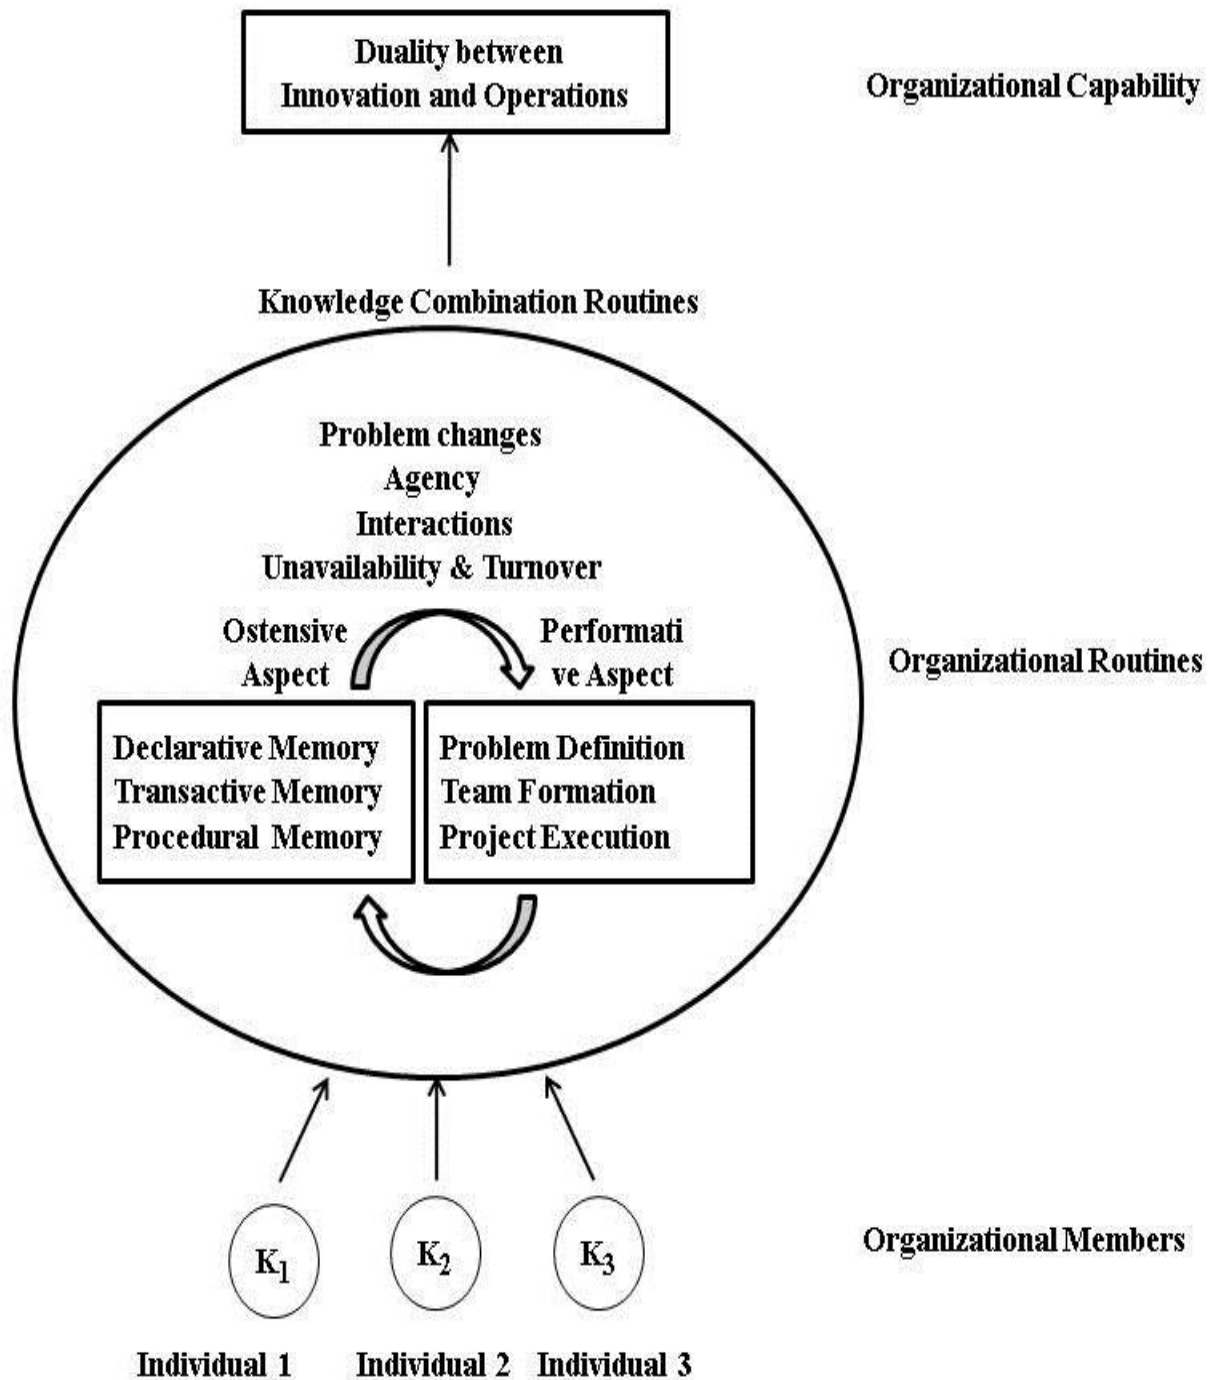 Duality between
Innovation and Operations
Organizational Capability
Knowledge Combination Routines
Problem changes
Agency
Interactions
Unavailability & Turnover
Ostensive
Aspect
Performati
ve Aspect
Organizational Routines
Declarative Memory
Transactive Memory
Procedural Memory
Problem Definition
Team Formation
Project Execution
K1
K2
K3
Organizational Members
Individual 1
Individual 2
Individual 3